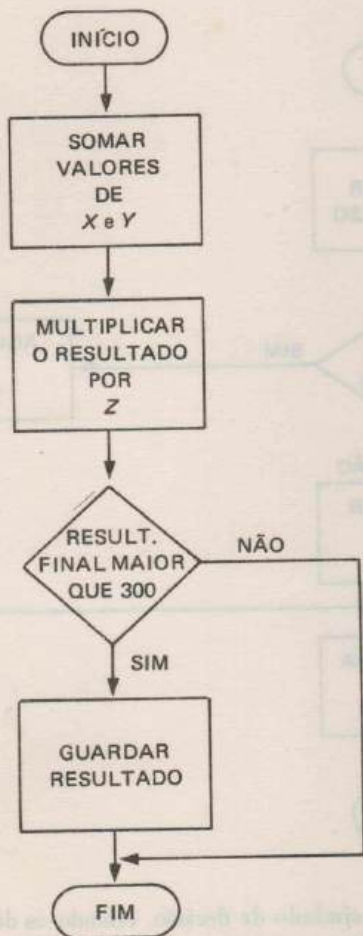 INÍCIO
SOMAR
VALORES
DE
X e Y
MULTIPLICAR
O RESULTADO
POR
Z
RESULT.
FINAL MAIOR
QUE 300
NÃO
SIM
GUARDAR
RESULTADO
FIM